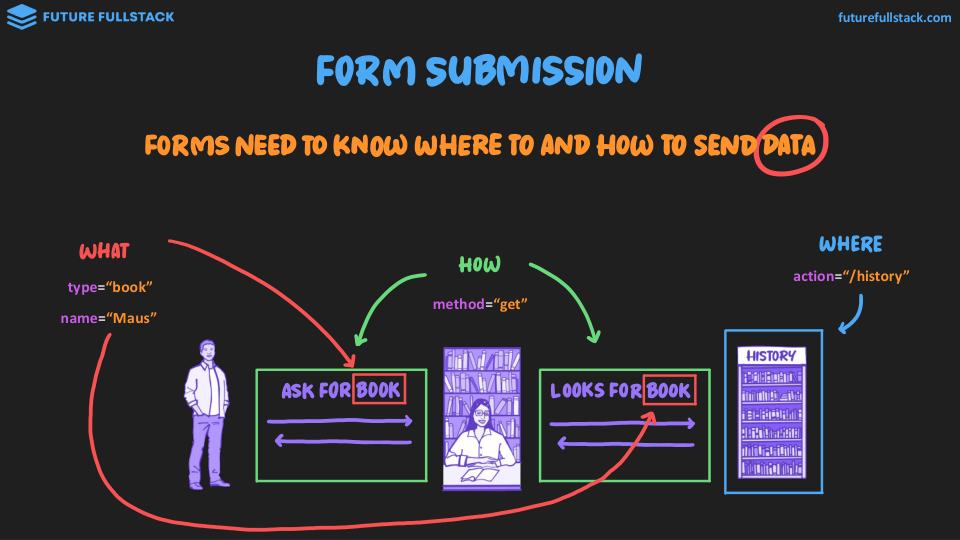 FUTURE FULLSTACK
futurefullstack.com
FORM SUBMISSION
FORMS NEED TO KNOW WHERE TO AND HOW TO SEND DATA
WHAT
type="book"
name="Maus"
HOW
method="get"
WHERE
action="/history"
ASK FOR BOOK
LOOKS FOR BOOK
HISTORY